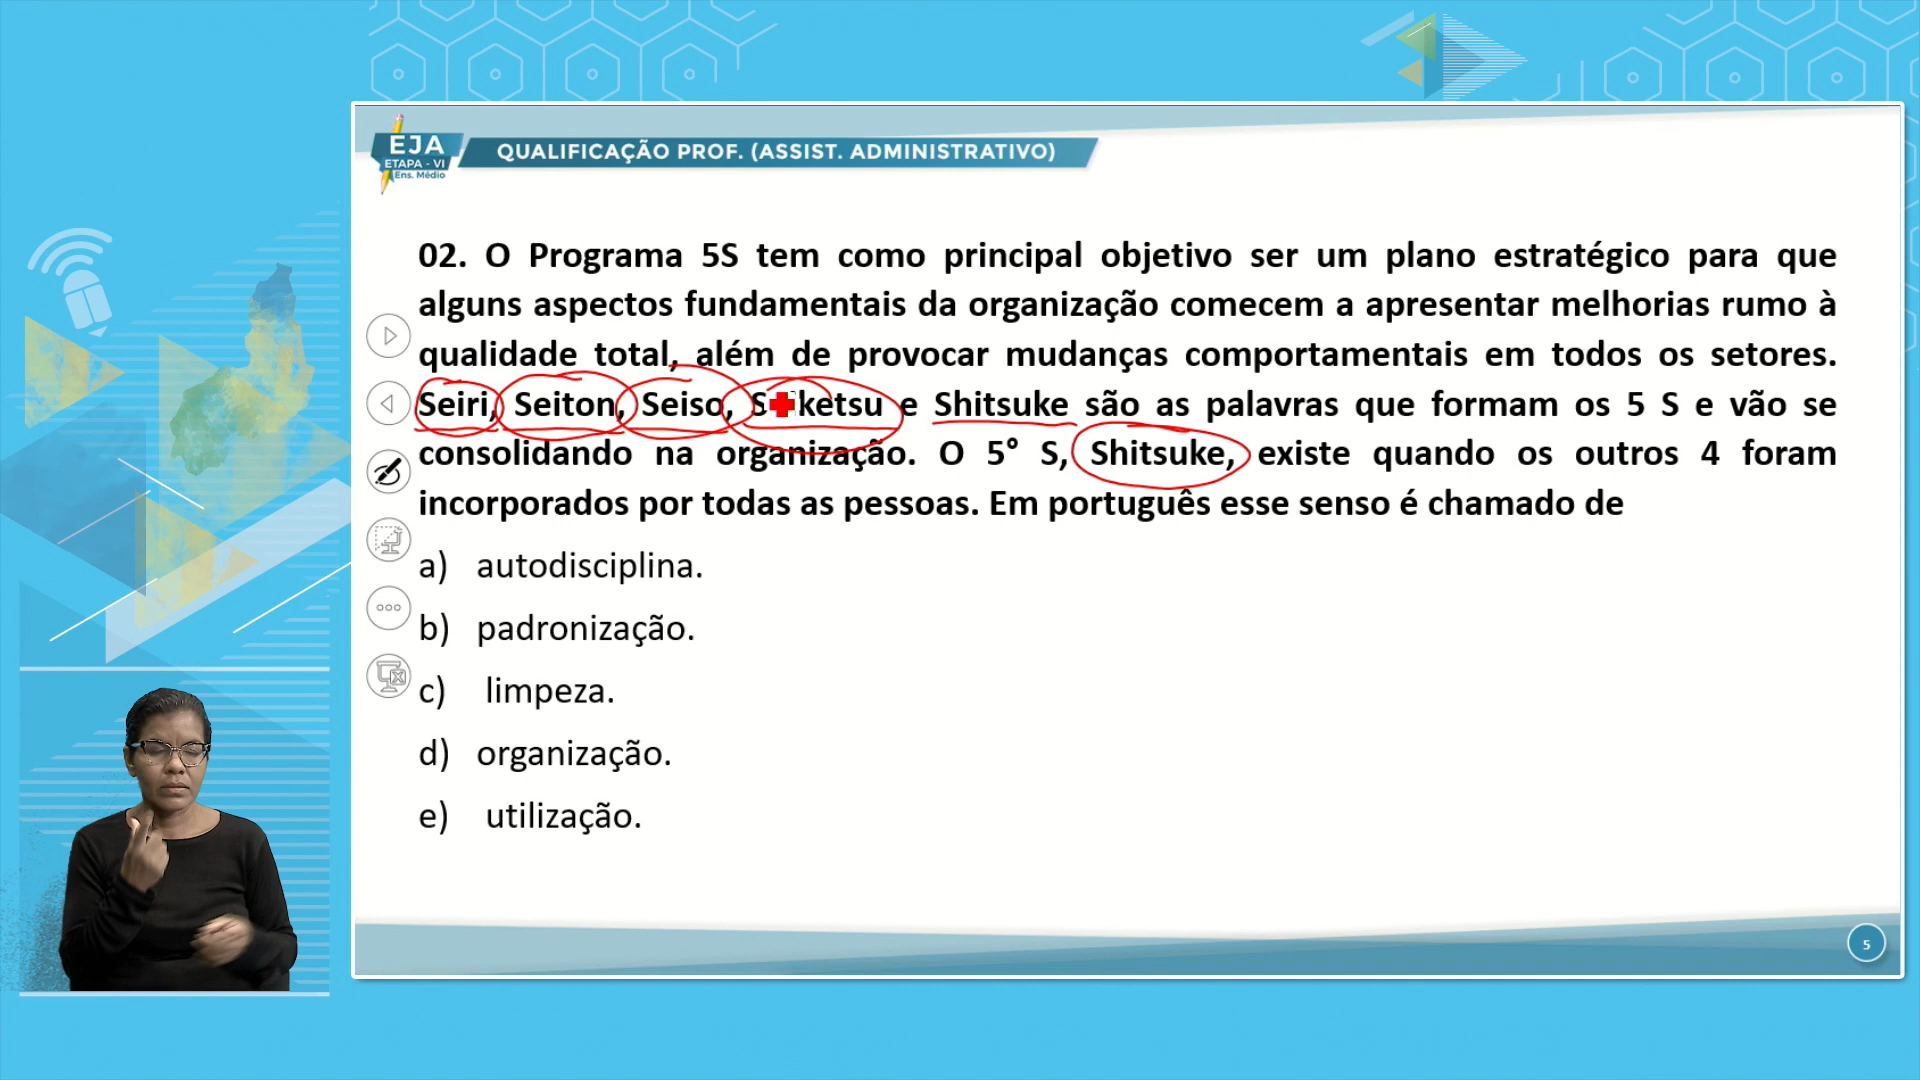 EJA
ETAPA - VI
Ens. Médio
QUALIFICAÇÃO PROF. (ASSIST. ADMINISTRATIVO)
02. O Programa 5S tem como principal objetivo ser um plano estratégico para que
alguns aspectos fundamentais da organização comecem a apresentar melhorias rumo à
qualidade total, além de provocar mudanças comportamentais em todos os setores.
Seiri, Seiton, Seiso, Seiketsu e Shitsuke são as palavras que formam os 5 S e vão se
consolidando na organização. O 5° S, Shitsuke, existe quando os outros 4 foram
incorporados por todas as pessoas. Em português esse senso é chamado de
a) autodisciplina.
b) padronização.
c) limpeza.
d) organização.
e) utilização.
5